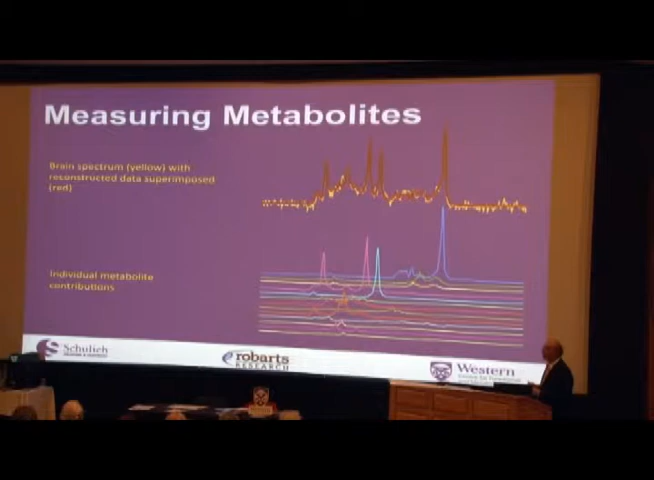 Measuring Metabolites
Brain spectrum (yellow) with
reconstructed data superimposed
(red)
Individual metabolite
contributions
Schulich
robarts
RESEARCH
Western